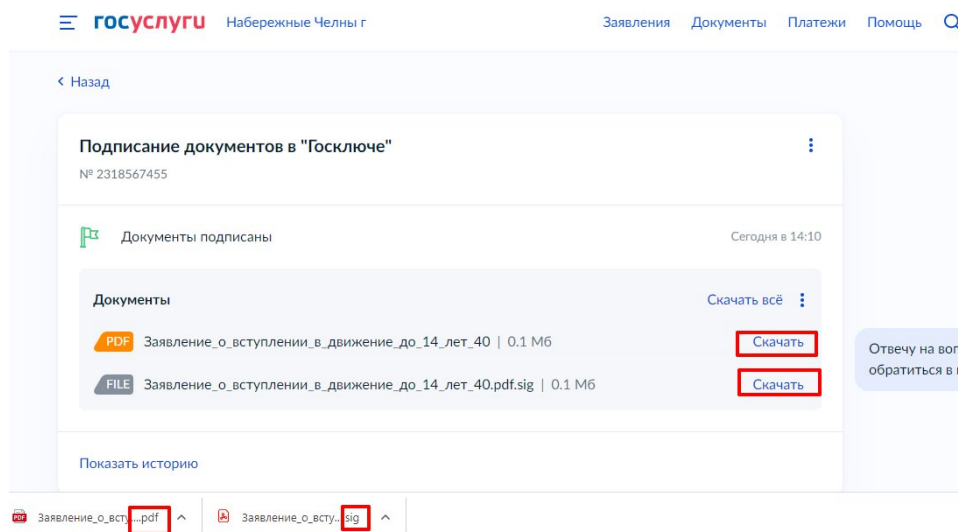 госуслуги Набережные Челны г Заявления Документы Платежи Помощь
Назад
Подписание документов в "Госключе"
№ 2318567455
Документы подписаны Сегодня в 14:10
Документы Скачать всё
PDF Заявление_о_вступлении_в_движение_до_14_лет_40 | 0.1 Мб Скачать
FILE Заявление_о_вступлении_в_движение_до_14_лет_40.pdf.sig | 0.1 Мб Скачать
Отвечу на
обратиться в
Показать историю
PDF Заявление_о_всту....pdf Заявление_о_всту...sig